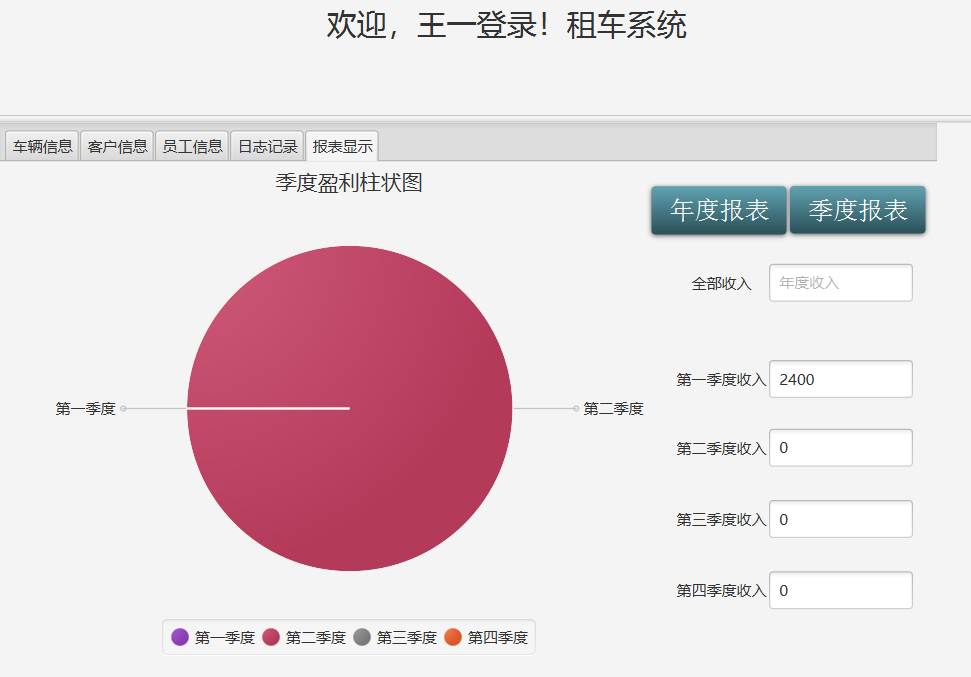 欢迎，王一登录！租车系统
车辆信息 客户信息 员工信息 日志记录 报表显示
季度盈利柱状图
年度报表 季度报表
全部收入 年度收入
第一季度收入 2400
第一季度 第二季度
第二季度收入 0
第三季度收入 0
第四季度收入 0
第一季度 第二季度 第三季度 第四季度